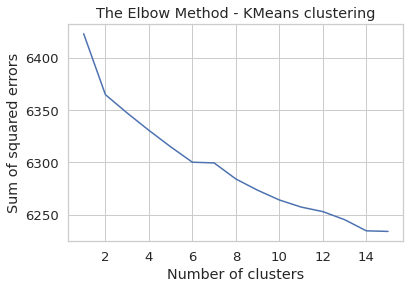 The Elbow Method - KMeans clustering
Sum of squared errors
6400
6350
6300
6250
2 4 6 8 10 12 14
Number of clusters